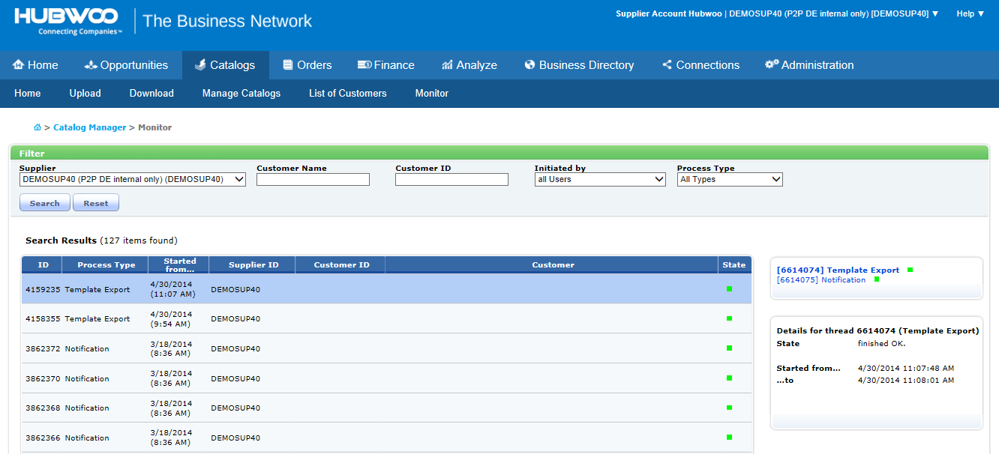 HUBWOO
Connecting Companies™
The Business Network
Supplier Account Hubwoo | DEMOSUP40 (P2P DE internal only) [DEMOSUP40] ▼ Help ▼
Home Opportunities Catalogs Orders Finance Analyze Business Directory Connections Administration
Home Upload Download Manage Catalogs List of Customers Monitor
> Catalog Manager > Monitor
Filter
Supplier Customer Name Customer ID Initiated by Process Type
DEMOSUP40 (P2P DE internal only) (DEMOSUP40) all Users All Types
Search Reset
Search Results (127 items found)
ID Process Type Started from... Supplier ID Customer ID Customer State
4159235 Template Export 4/30/2014 (11:07 AM) DEMOSUP40
4158355 Template Export 4/30/2014 (9:54 AM) DEMOSUP40
3862372 Notification 3/18/2014 (8:36 AM) DEMOSUP40
3862370 Notification 3/18/2014 (8:36 AM) DEMOSUP40
3862368 Notification 3/18/2014 (8:36 AM) DEMOSUP40
3862366 Notification 3/18/2014 (8:36 AM) DEMOSUP40
[6614074] Template Export
[6614075] Notification
Details for thread 6614074 (Template Export)
State finished OK.
Started from... 4/30/2014 11:07:48 AM
...to 4/30/2014 11:08:01 AM